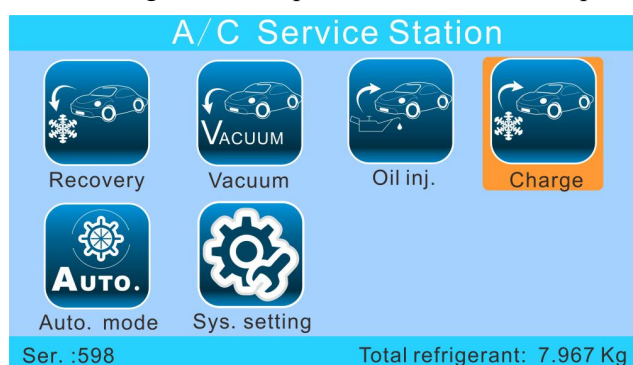 A/C Service Station
VACUUM
Recovery Vacuum Oil inj. Charge
AUTO.
Auto. mode Sys. setting
Ser. :598 Total refrigerant: 7.967 Kg